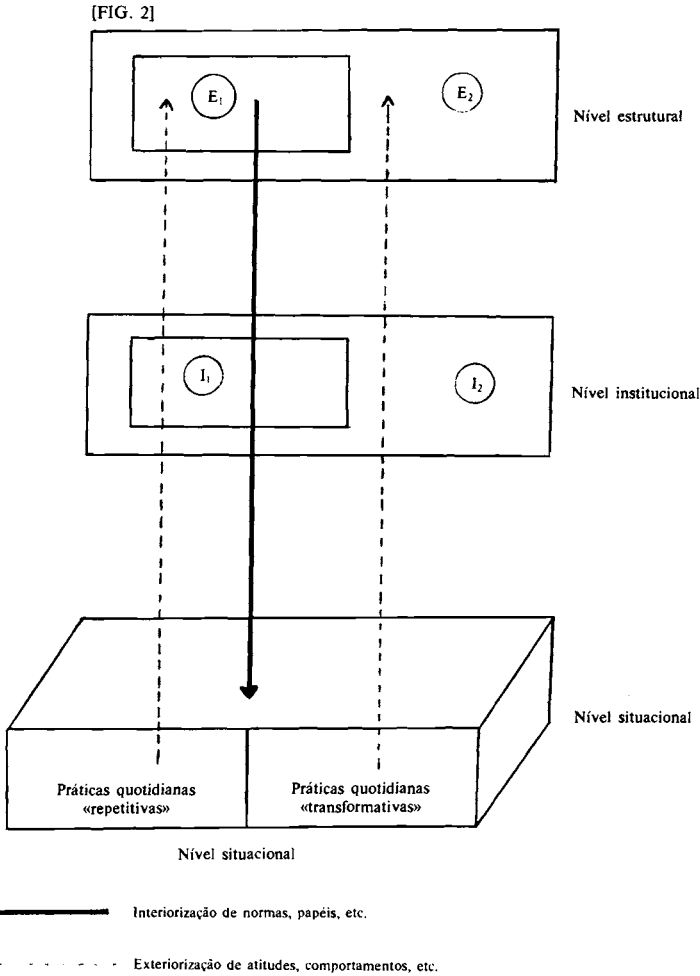 [FIG. 2]
E₁
E₂
Nível estrutural
I₁
I₂
Nível institucional
Nível situacional
Práticas quotidianas
«repetitivas»
Práticas quotidianas
«transformativas»
Nível situacional
Interiorização de normas, papéis, etc.
Exteriorização de atitudes, comportamentos, etc.